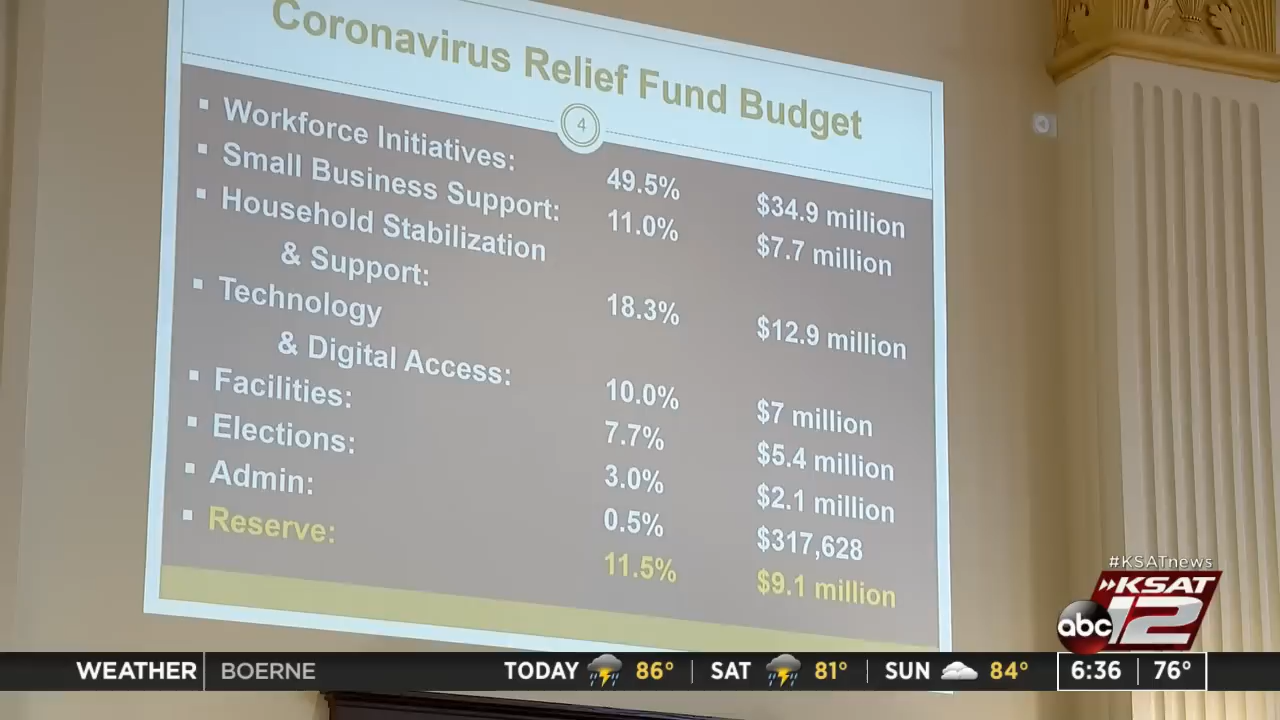 Coronavirus Relief Fund Budget
4
▪ Workforce Initiatives: 49.5% $34.9 million
▪ Small Business Support: 11.0% $7.7 million
▪ Household Stabilization
& Support: 18.3% $12.9 million
▪ Technology
& Digital Access: 10.0% $7 million
▪ Facilities: 7.7% $5.4 million
▪ Elections: 3.0% $2.1 million
▪ Admin: 0.5% $317,628
▪ Reserve: 11.5% $9.1 million
#KSATnews
KSAT
abc 12
WEATHER BOERNE TODAY 86° SAT 81° SUN 84° 6:36 76°